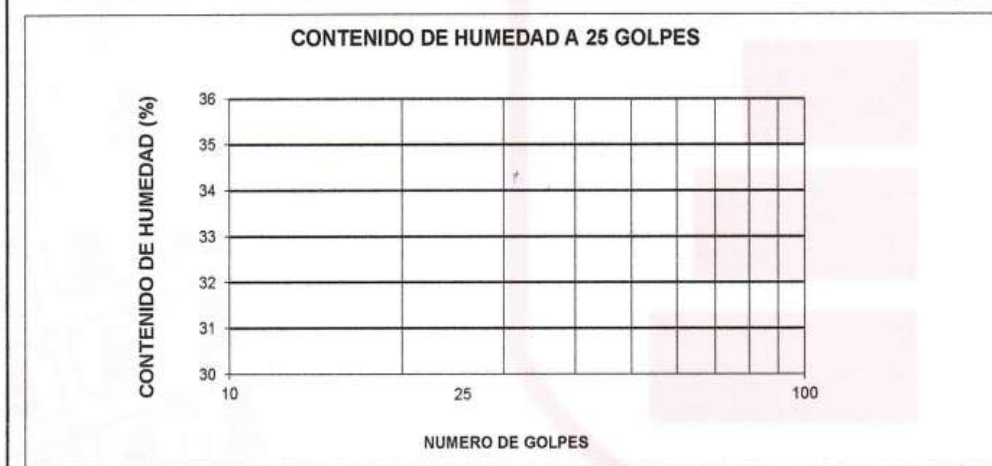 CONTENIDO DE HUMEDAD A 25 GOLPES
CONTENIDO DE HUMEDAD (%)
36
35
34
33
32
31
30
10 25 100
NUMERO DE GOLPES